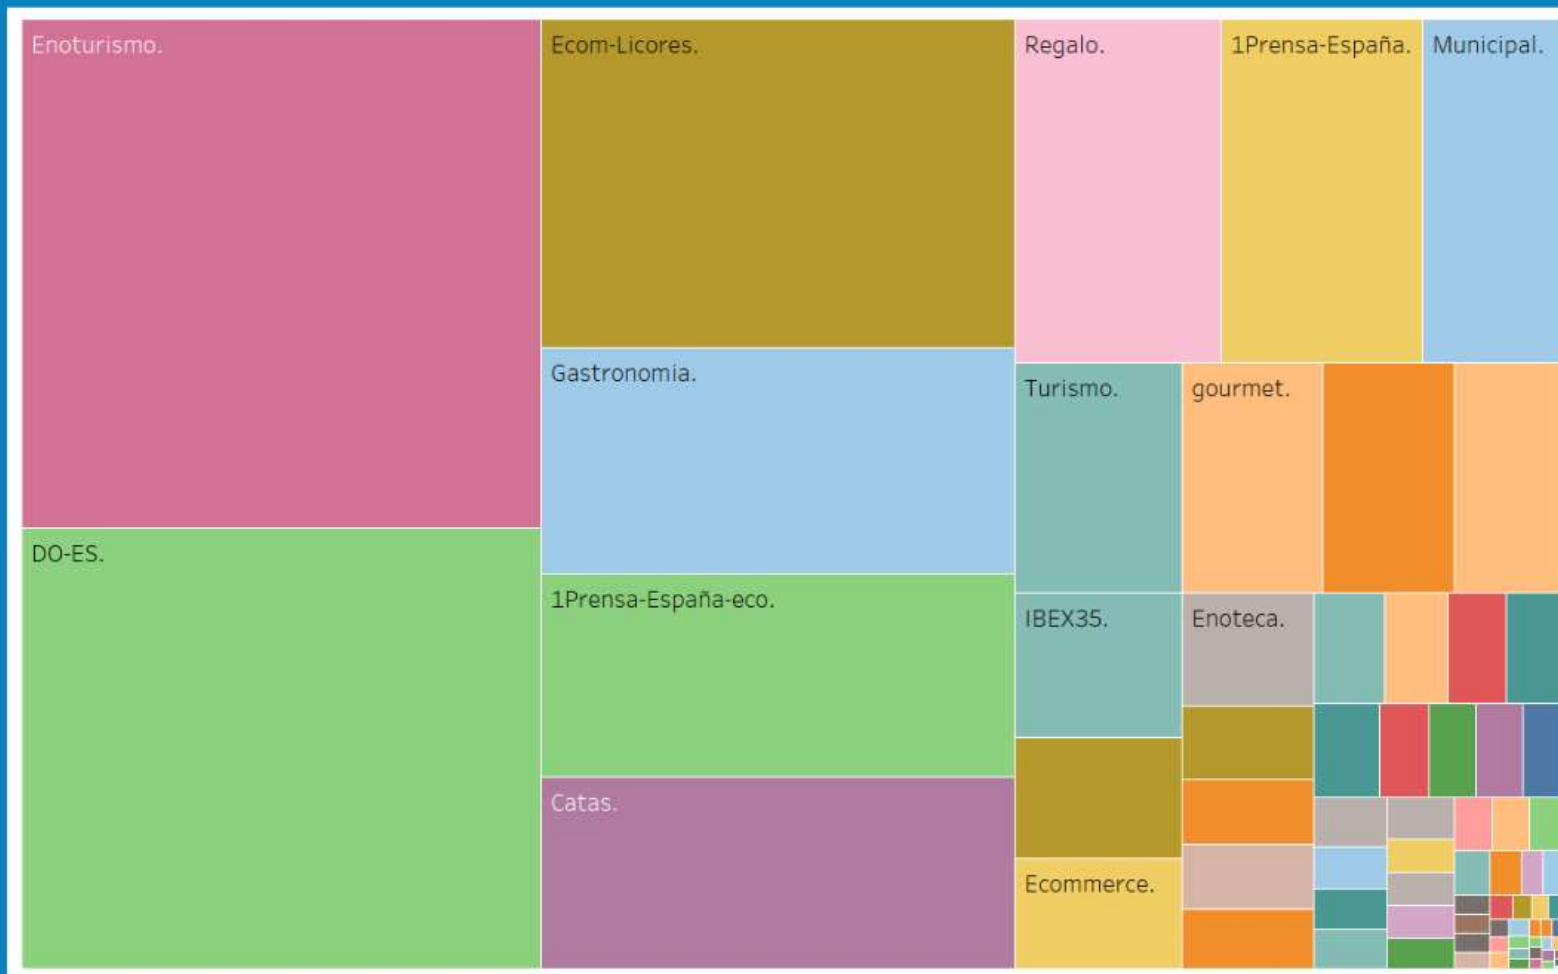 Enoturismo.
Ecom-Licores.
Regalo.
1Prensa-España.
Municipal.
Gastronomia.
Turismo.
gourmet.
DO-ES.
1Prensa-España-eco.
IBEX35.
Enoteca.
Catas.
Ecommerce.